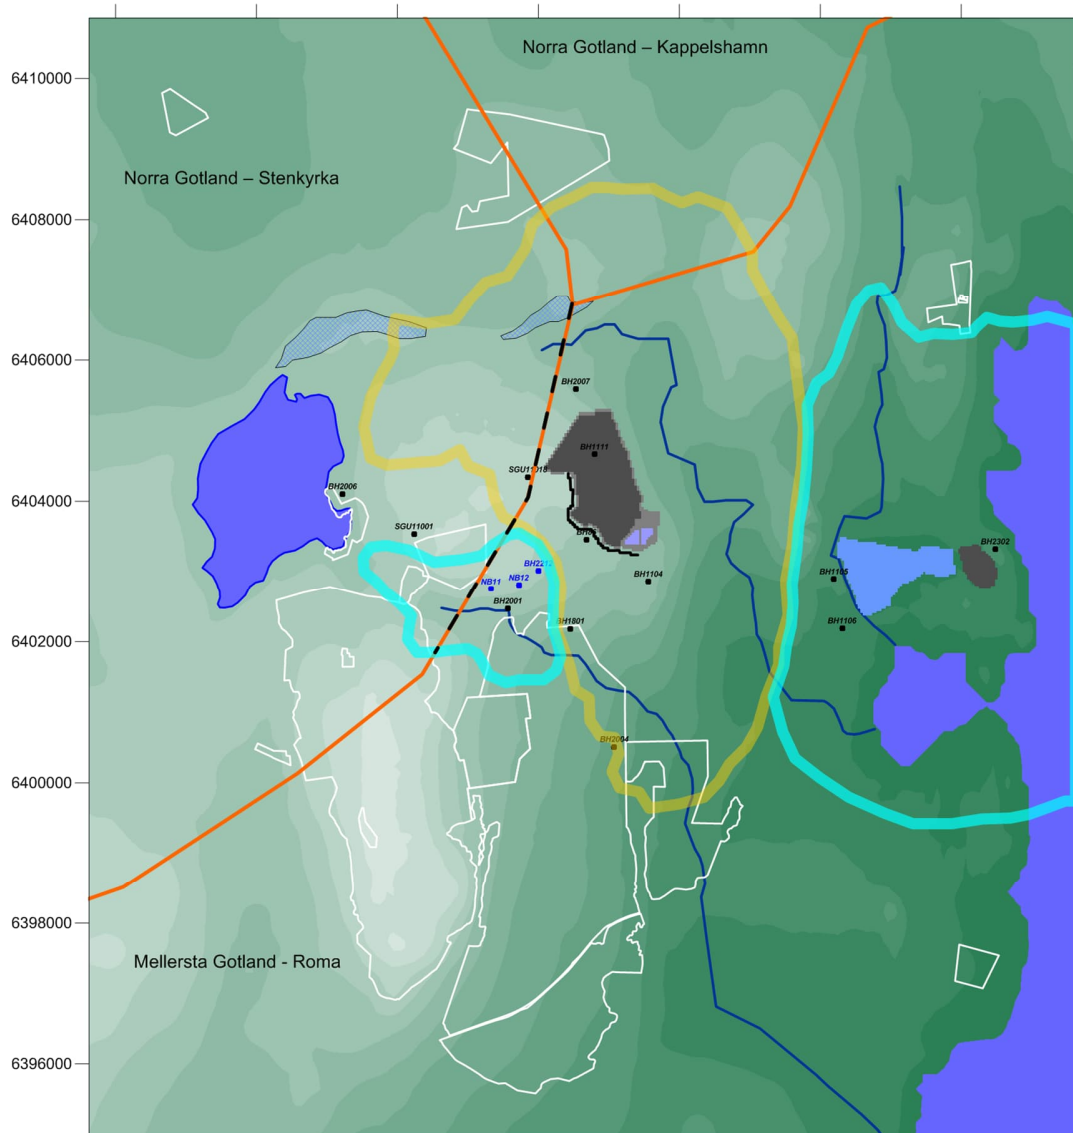 Norra Gotland – Kappelshamn
6410000
Norra Gotland – Stenkyrka
6408000
6406000
BH2007
BH1111
SGU11018
BH2006
6404000
SGU11001
BH2302
BH2212
BH1105
NB11
NB12
BH1104
BH2001
BH1106
BH1801
6402000
BH2004
6400000
6398000
Mellersta Gotland - Roma
6396000